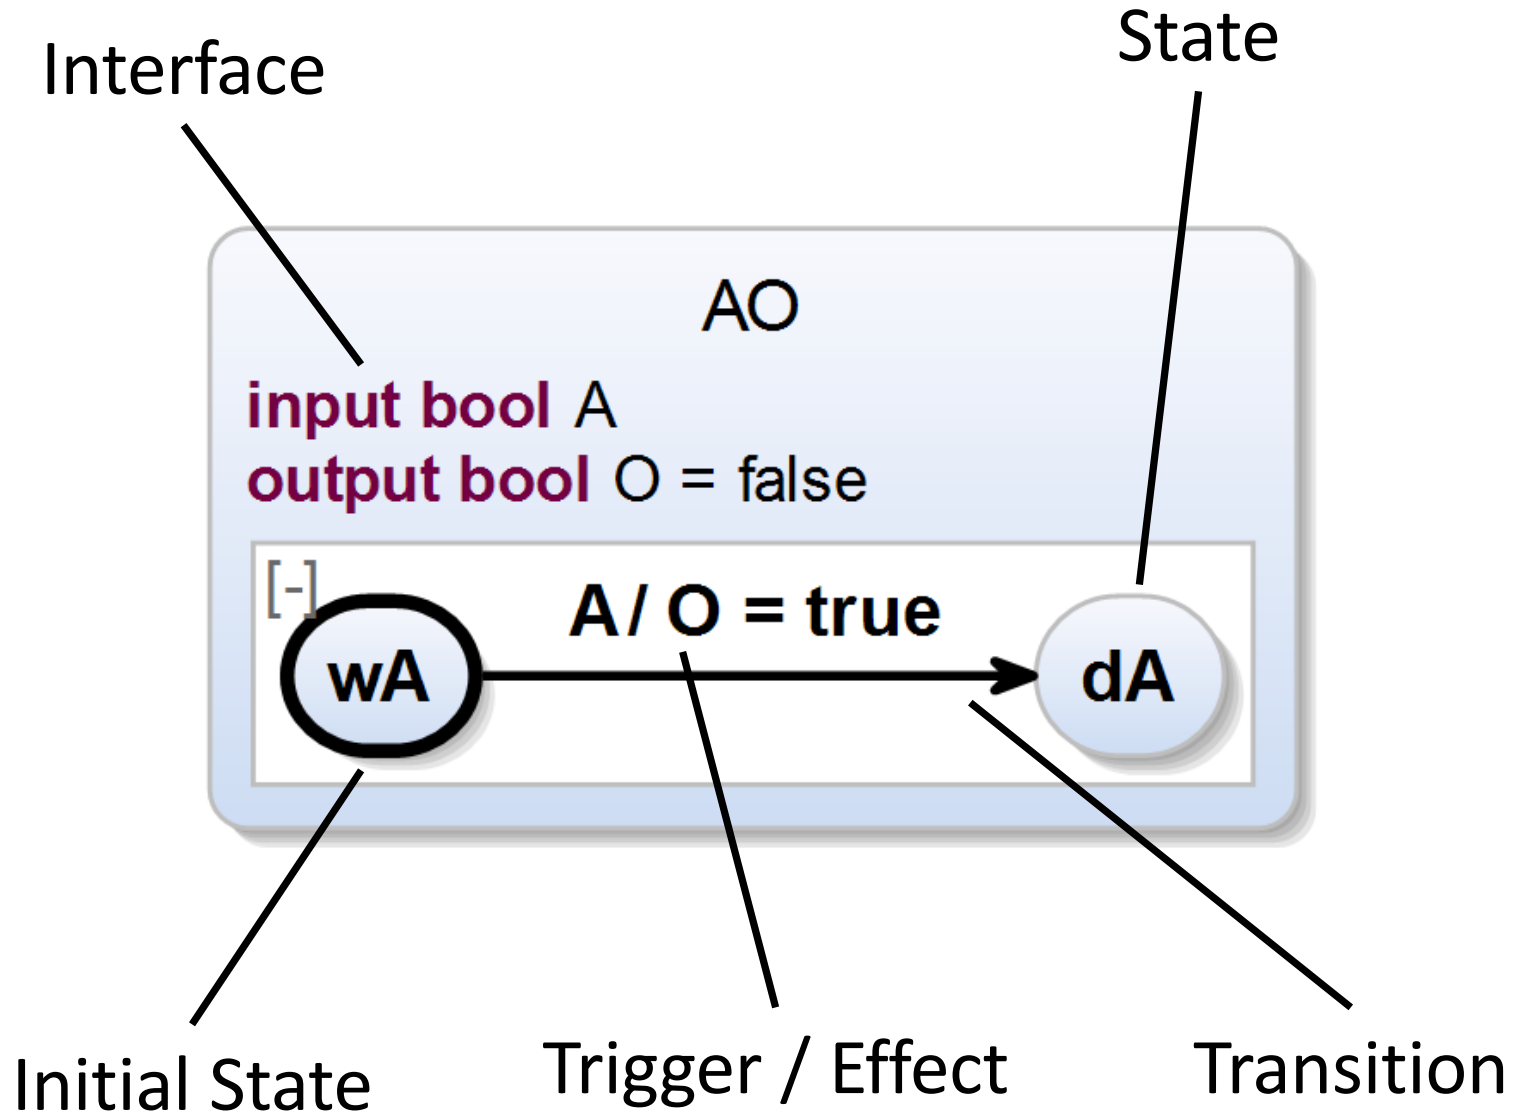 State
Interface
AO
input bool A
output bool O = false
[-]
A / O = true
wA
dA
Initial State
Trigger / Effect
Transition